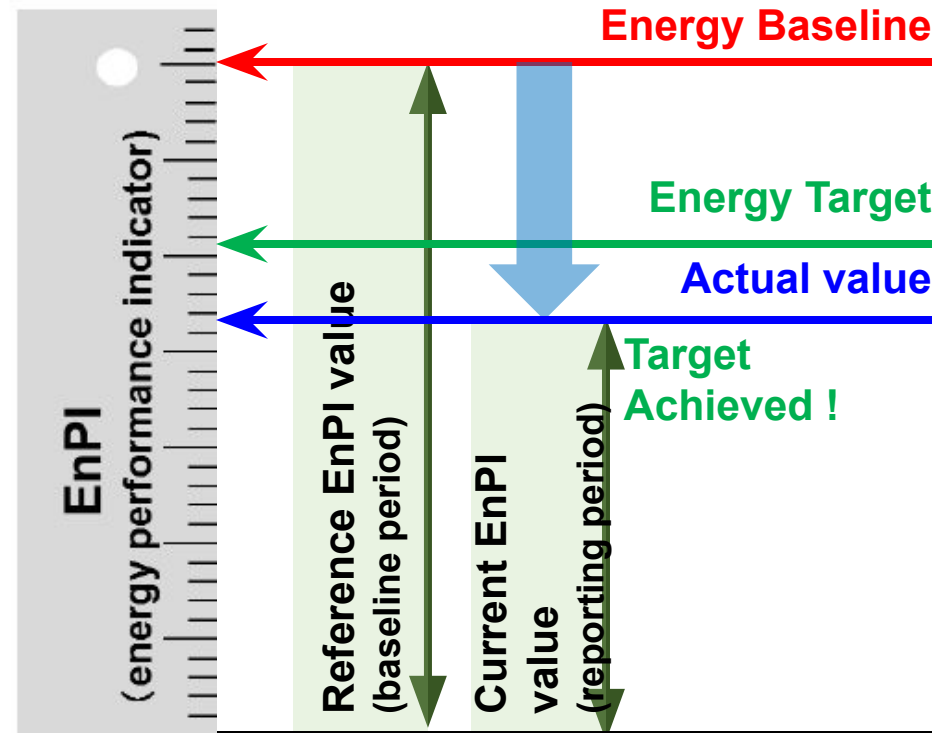 Energy Baseline
Energy Target
Actual value
Target
Achieved !
EnPI
(energy performance indicator)
Reference EnPI value
(baseline period)
Current EnPI
value
(reporting period)